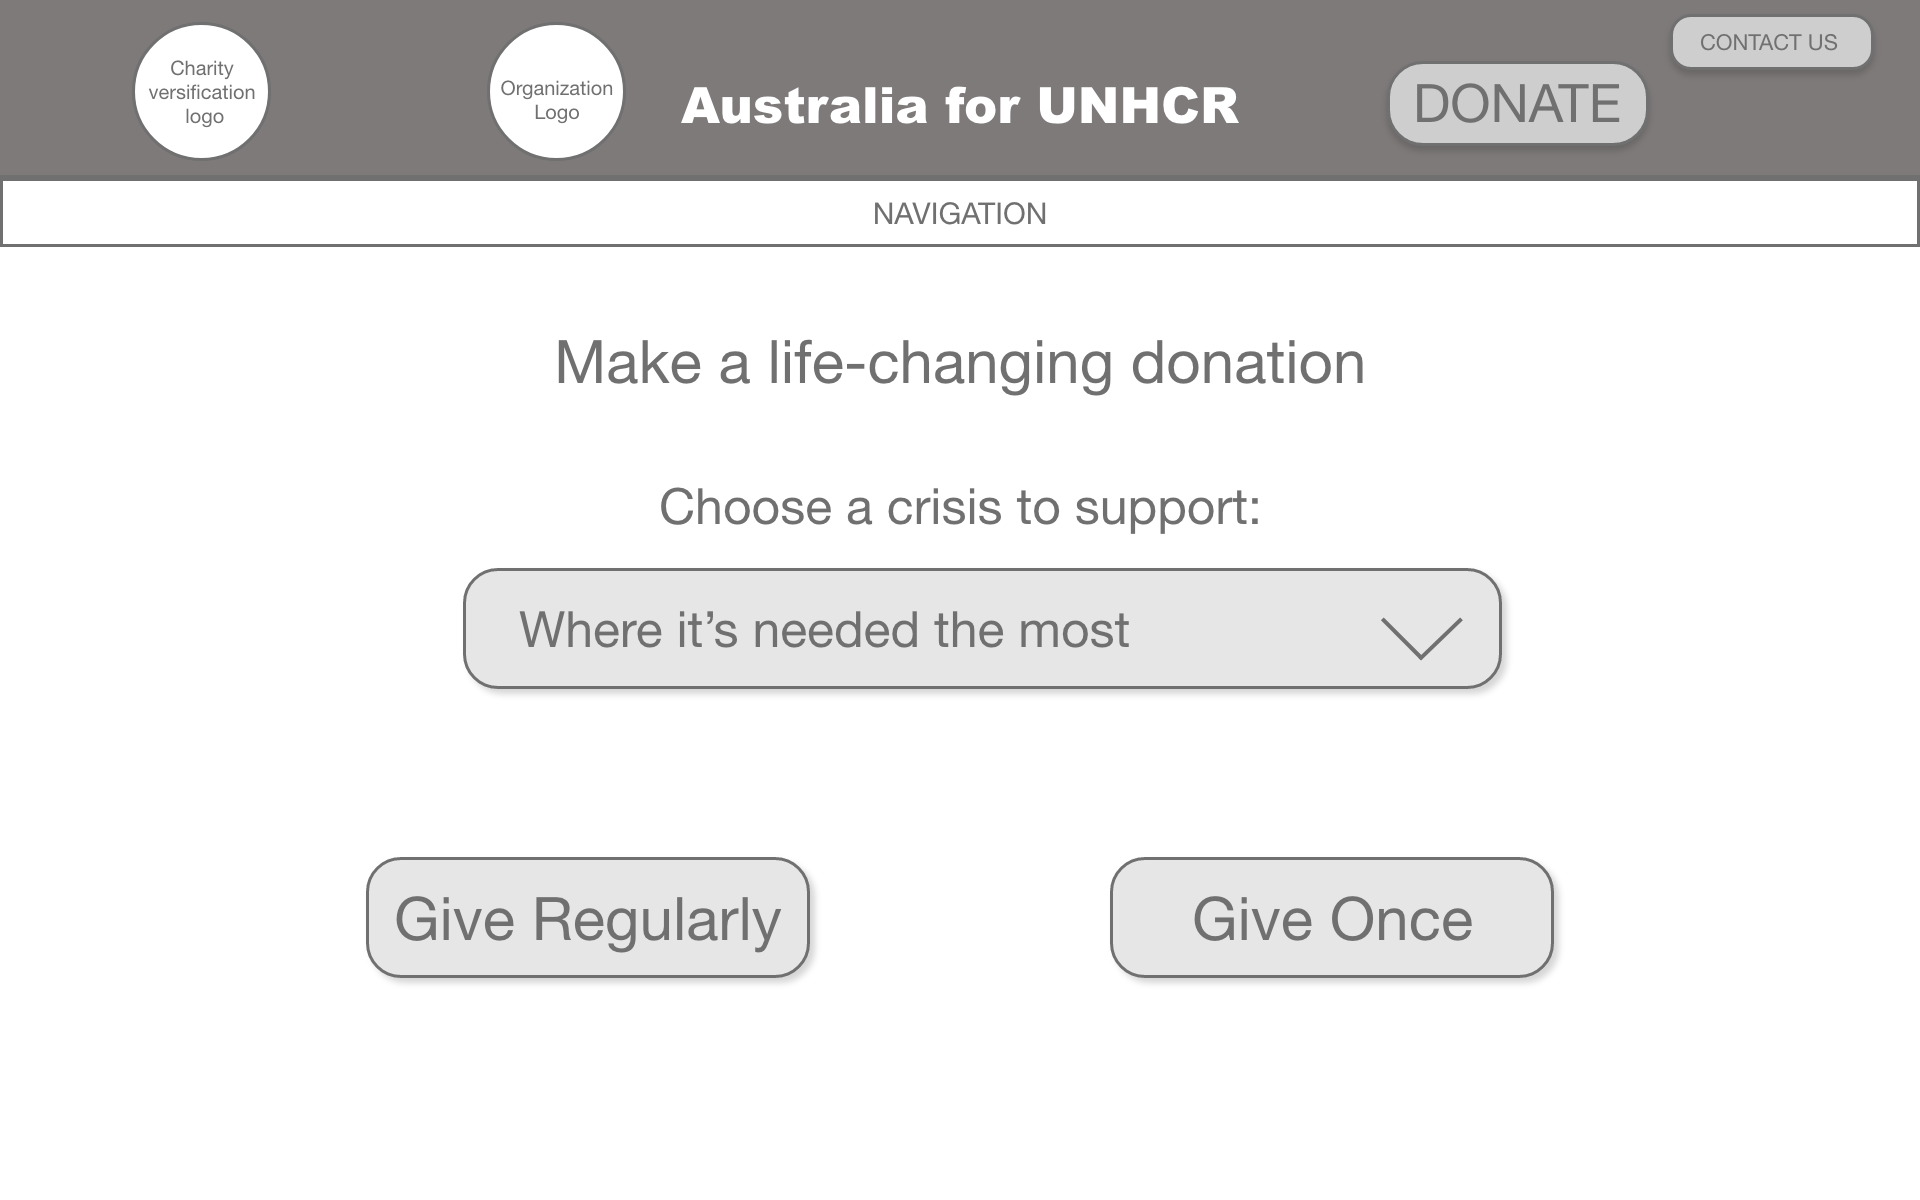 Charity
versification
logo
Organization
Logo
Australia for UNHCR
DONATE
CONTACT US
NAVIGATION
Make a life-changing donation
Choose a crisis to support:
Where it’s needed the most
Give Regularly
Give Once